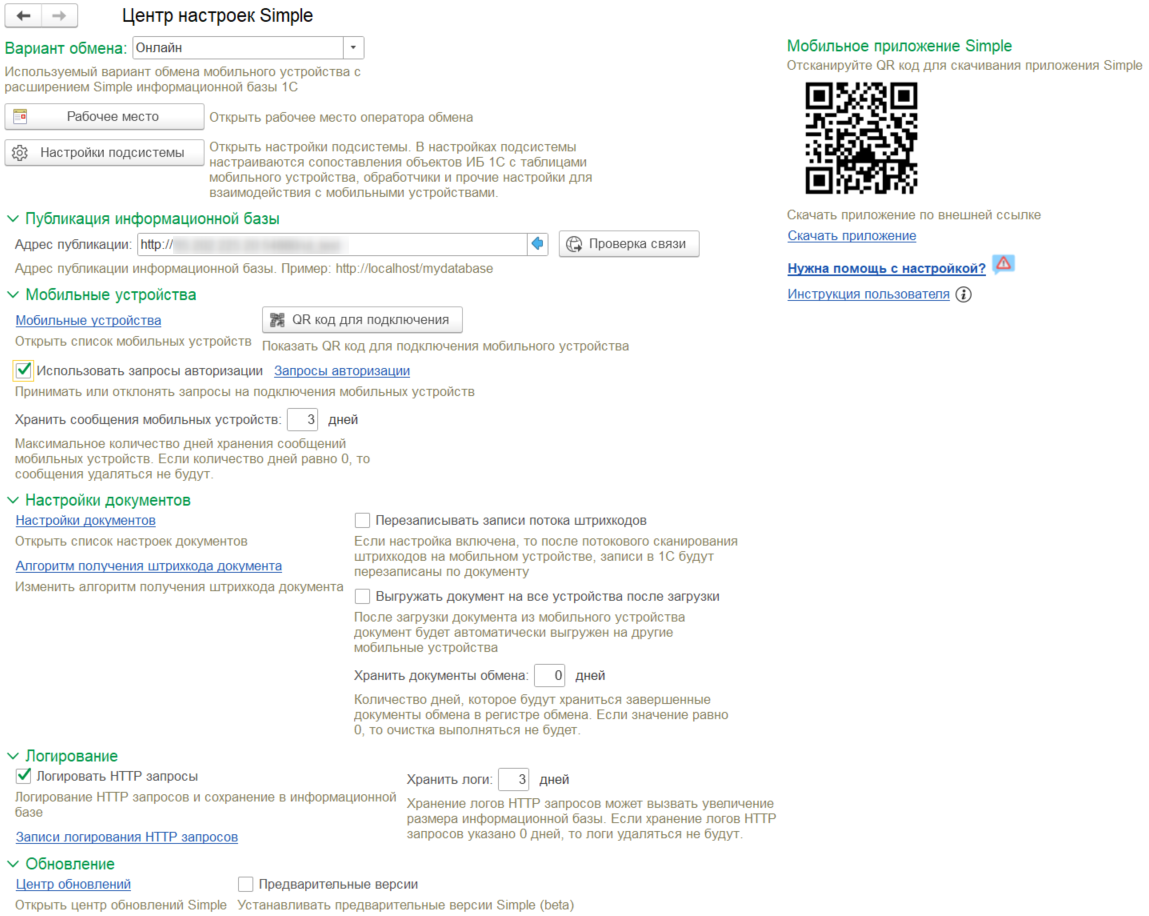 Центр настроек Simple
Вариант обмена: Онлайн
Используемый вариант обмена мобильного устройства с
расширением Simple информационной базы 1С
Рабочее место
Открыть рабочее место оператора обмена
Настройки подсистемы
Открыть настройки подсистемы. В настройках подсистемы
настраиваются сопоставления объектов ИБ 1С с таблицами
мобильного устройства, обработчики и прочие настройки для
взаимодействия с мобильными устройствами.
Публикация информационной базы
Адрес публикации: http://
Проверка связи
Адрес публикации информационной базы. Пример: http://localhost/mydatabase
Мобильные устройства
Мобильные устройства
QR код для подключения
Открыть список мобильных устройств
Показать QR код для подключения мобильного устройства
Использовать запросы авторизации
Запросы авторизации
Принимать или отклонять запросы на подключения мобильных устройств
Хранить сообщения мобильных устройств: 3 дней
Максимальное количество дней хранения сообщений
мобильных устройств. Если количество дней равно 0, то
сообщения удаляться не будут.
Настройки документов
Настройки документов
Открыть список настроек документов
Алгоритм получения штрихкода документа
Изменить алгоритм получения штрихкода документа
Перезаписывать записи потока штрихкодов
Если настройка включена, то после потокового сканирования
штрихкодов на мобильном устройстве, записи в 1С будут
перезаписаны по документу
Выгружать документ на все устройства после загрузки
После загрузки документа из мобильного устройства
документ будет автоматически выгружен на другие
мобильные устройства
Хранить документы обмена: 0 дней
Количество дней, которое будут храниться завершенные
документы обмена в регистре обмена. Если значение равно
0, то очистка выполняться не будет.
Логирование
Логировать HTTP запросы
Логирование HTTP запросов и сохранение в информационной
базе
Записи логирования HTTP запросов
Хранить логи: 3 дней
Хранение логов HTTP запросов может вызвать увеличение
размера информационной базы. Если хранение логов HTTP
запросов указано 0 дней, то логи удаляться не будут.
Обновление
Центр обновлений
Предварительные версии
Открыть центр обновлений Simple
Устанавливать предварительные версии Simple (beta)
Мобильное приложение Simple
Отсканируйте QR код для скачивания приложения Simple
Скачать приложение по внешней ссылке
Скачать приложение
Нужна помощь с настройкой?
Инструкция пользователя